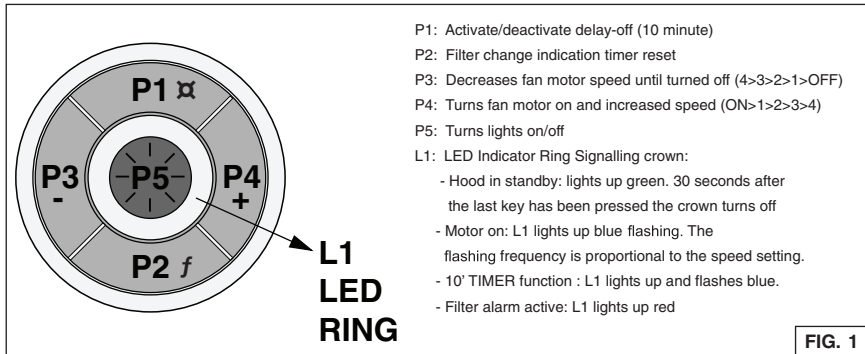 P1 ¤
P3
-
P5
P4
+
P2 ƒ
L1
LED
RING
P1: Activate/deactivate delay-off (10 minute)
P2: Filter change indication timer reset
P3: Decreases fan motor speed until turned off (4>3>2>1>OFF)
P4: Turns fan motor on and increased speed (ON>1>2>3>4)
P5: Turns lights on/off
L1: LED Indicator Ring Signalling crown:
- Hood in standby: lights up green. 30 seconds after
the last key has been pressed the crown turns off
- Motor on: L1 lights up blue flashing. The
flashing frequency is proportional to the speed setting.
- 10’ TIMER function : L1 lights up and flashes blue.
- Filter alarm active: L1 lights up red
FIG. 1